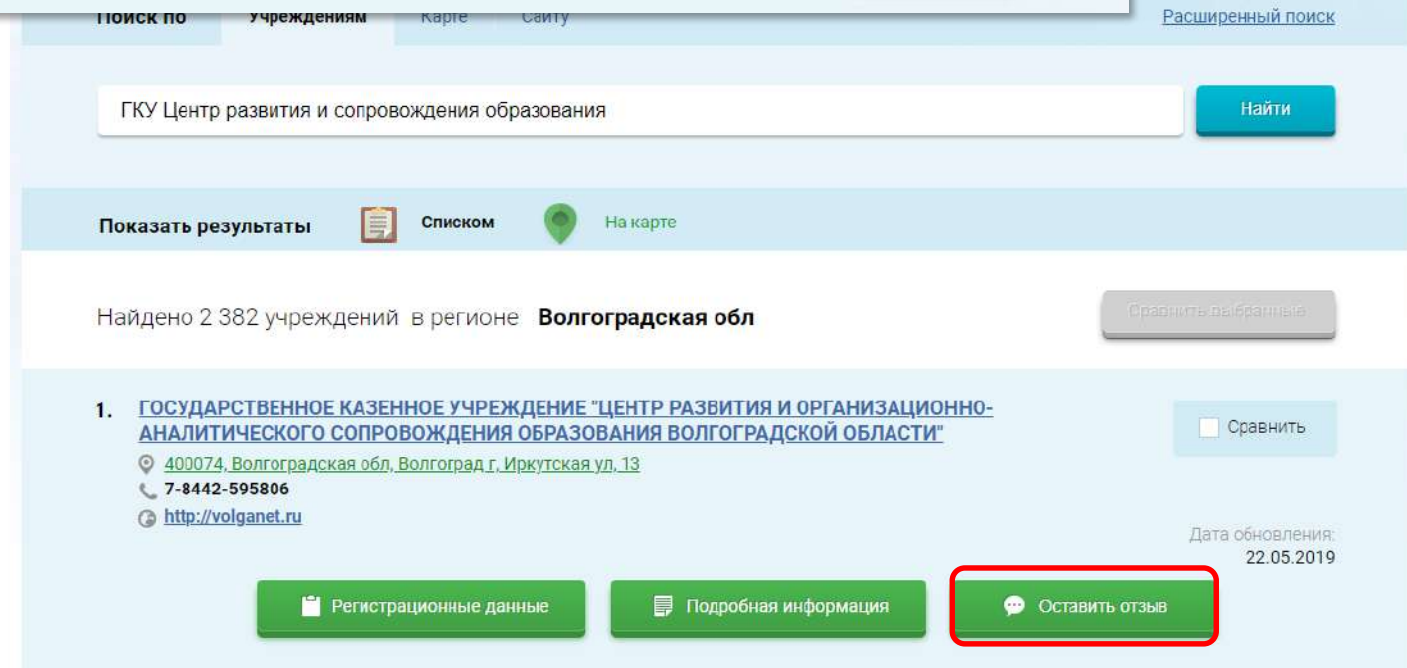 Поиск по Учреждениям Карте Сайту Расширенный поиск
ГКУ Центр развития и сопровождения образования Найти
Показать результаты Списком На карте
Найдено 2 382 учреждений в регионе Волгоградская обл Сравнить выбранные
1. ГОСУДАРСТВЕННОЕ КАЗЕННОЕ УЧРЕЖДЕНИЕ "ЦЕНТР РАЗВИТИЯ И ОРГАНИЗАЦИОННО-
АНАЛИТИЧЕСКОГО СОПРОВОЖДЕНИЯ ОБРАЗОВАНИЯ ВОЛГОГРАДСКОЙ ОБЛАСТИ"
Сравнить
400074, Волгоградская обл, Волгоград г, Иркутская ул, 13
7-8442-595806
http://volganet.ru
Дата обновления:
22.05.2019
Регистрационные данные Подробная информация Оставить отзыв